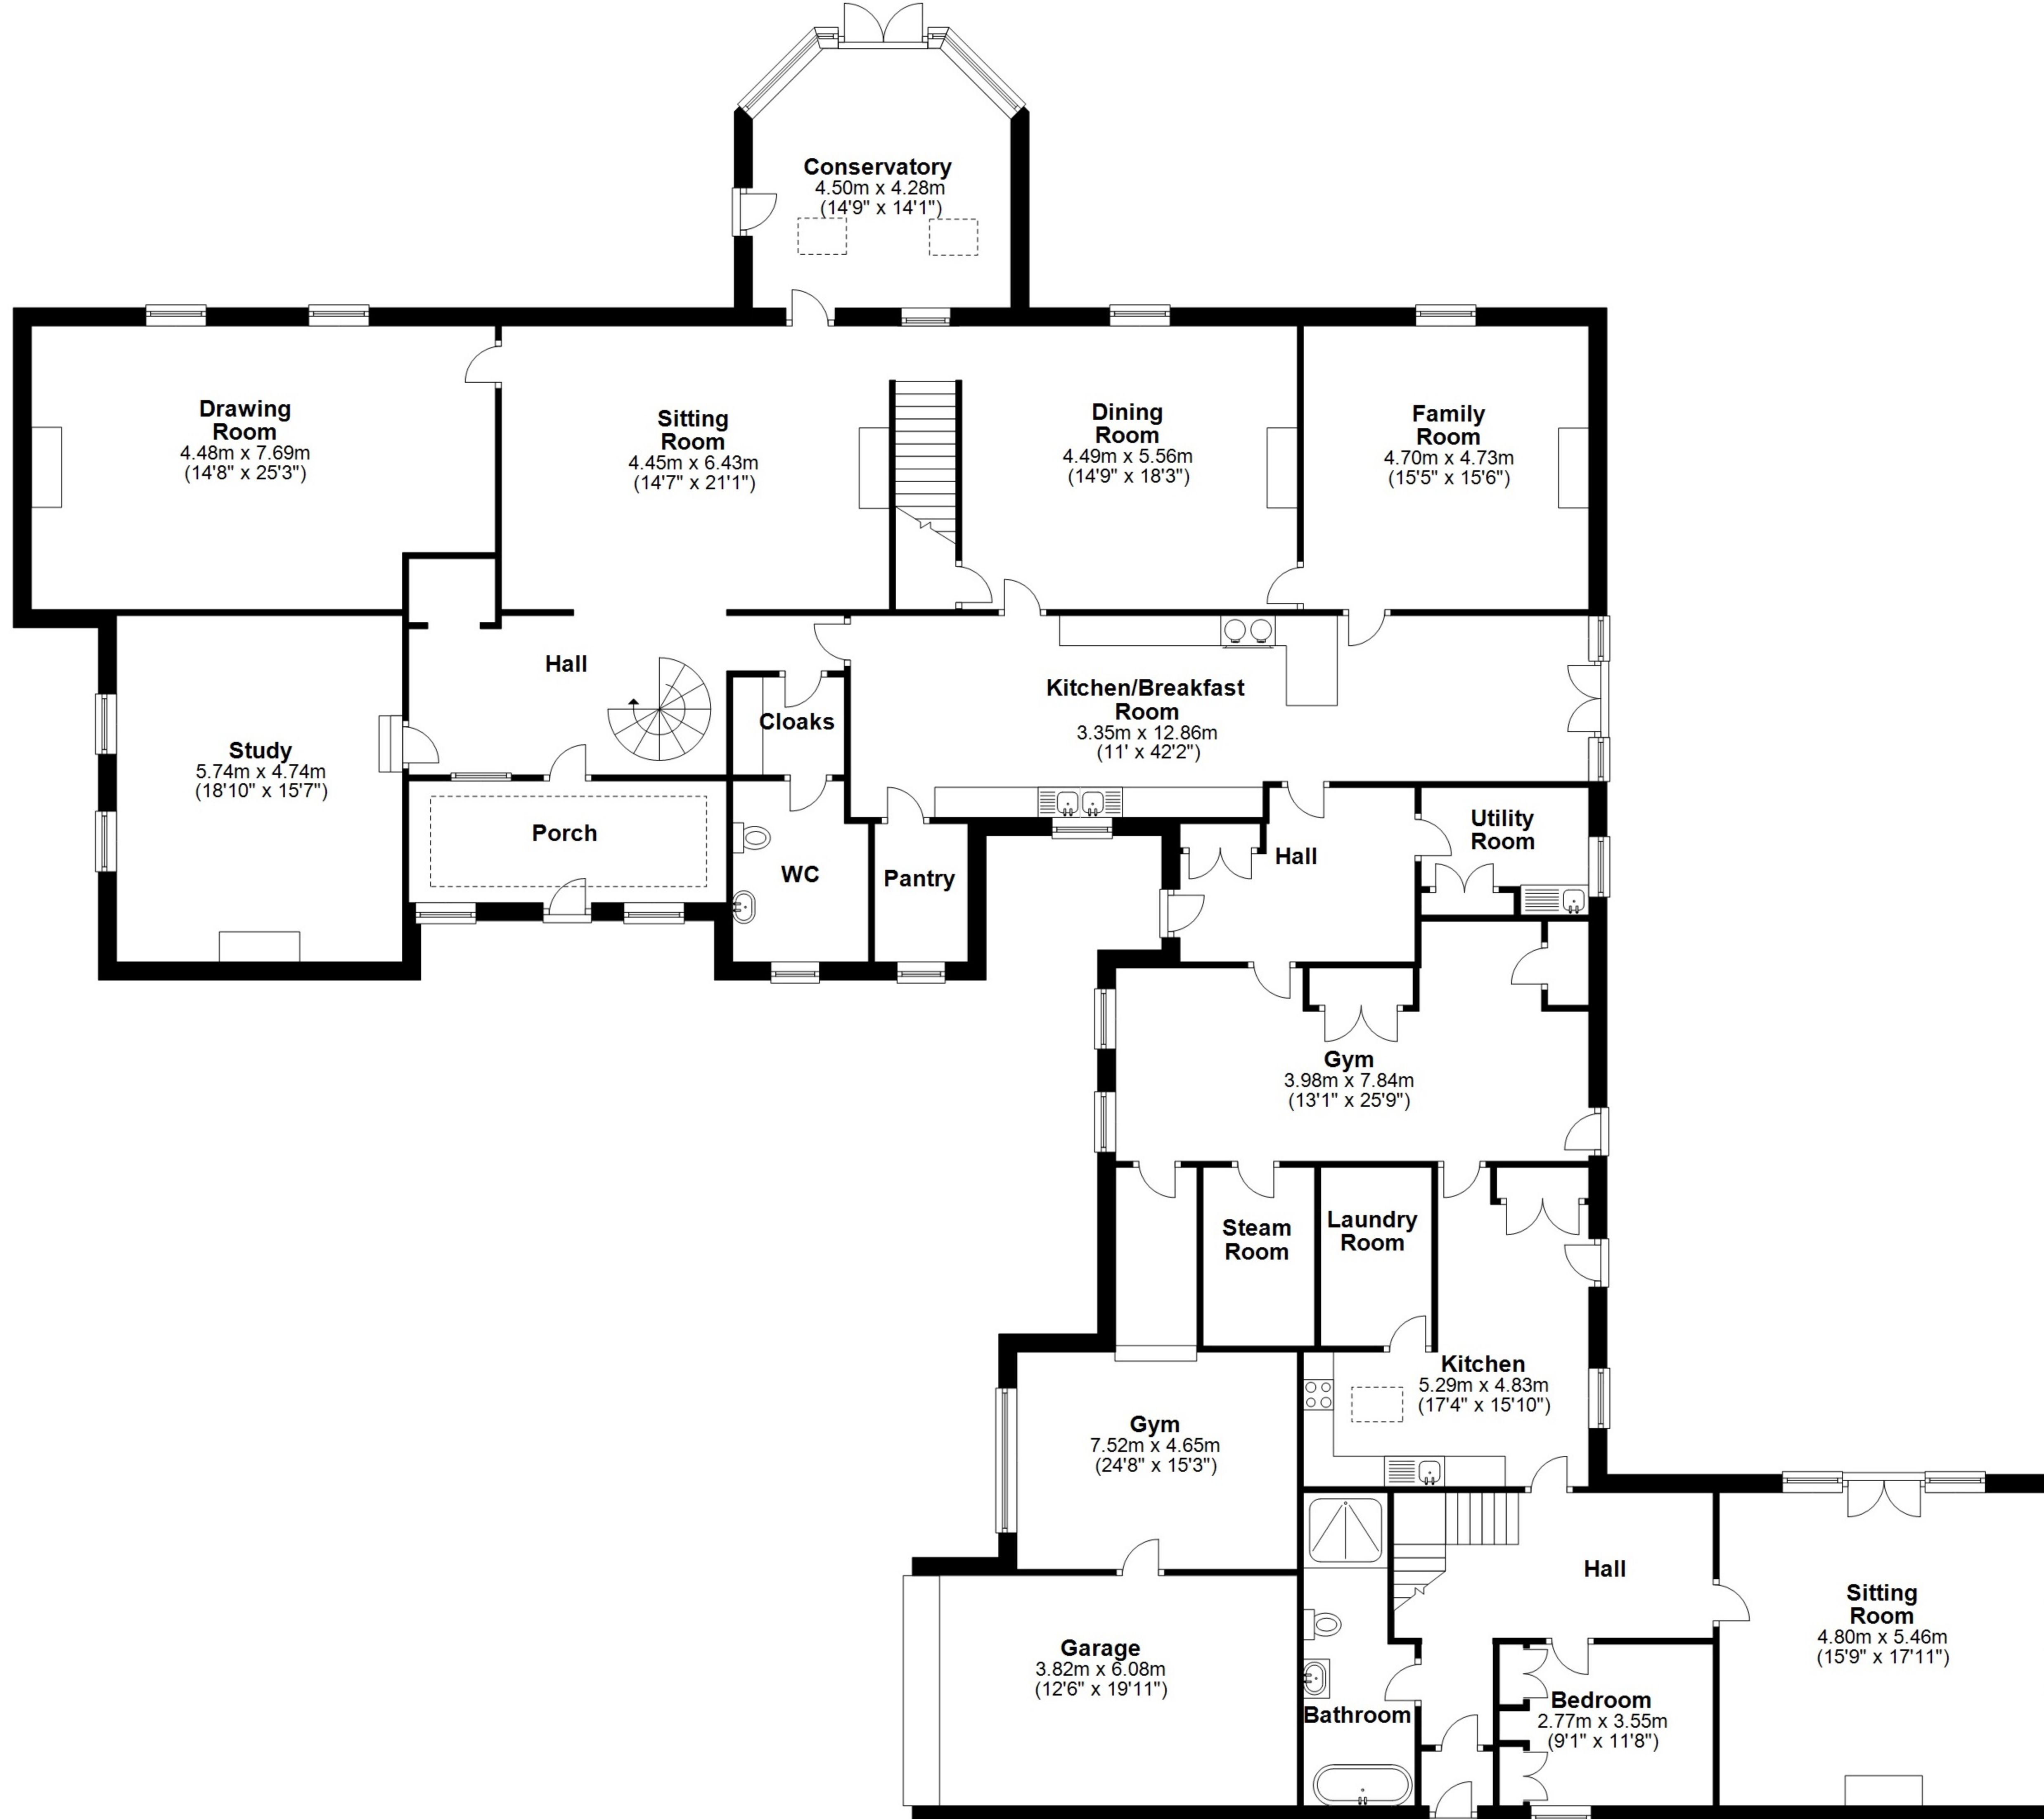 Conservatory
4.50m x 4.28m
(14'9" x 14'1")
Drawing
Room
4.48m x 7.69m
(14'8" x 25'3")
Sitting
Room
4.45m x 6.43m
(14'7" x 21'1")
Dining
Room
4.49m x 5.56m
(14'9" x 18'3")
Family
Room
4.70m x 4.73m
(15'5" x 15'6")
Hall
Kitchen/Breakfast
Room
3.35m x 12.86m
(11' x 42'2")
Cloaks
Study
5.74m x 4.74m
(18'10" x 15'7")
Porch
WC
Pantry
Hall
Utility
Room
Gym
3.98m x 7.84m
(13'1" x 25'9")
Steam
Room
Laundry
Room
Kitchen
5.29m x 4.83m
(17'4" x 15'10")
Gym
7.52m x 4.65m
(24'8" x 15'3")
Hall
Sitting
Room
4.80m x 5.46m
(15'9" x 17'11")
Garage
3.82m x 6.08m
(12'6" x 19'11")
Bathroom
Bedroom
2.77m x 3.55m
(9'1" x 11'8")